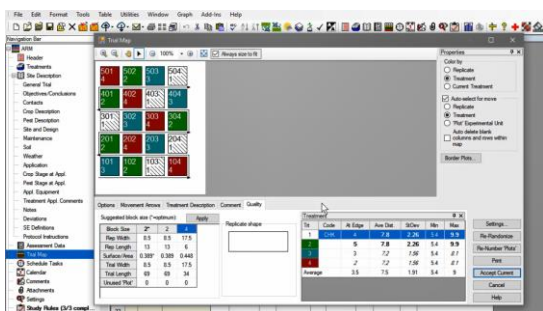 File Edit Format Tools Table Utilities Window Graph Add-Ins Help
Navigation Bar
ARM
Header
Treatments
Site Description
General Trial
Objectives/Conclusions
Contacts
Crop Description
Pest Description
Site and Design
Maintenance
Soil
Weather
Application
Crop Stage at Appl.
Pest Stage at Appl.
Appl. Equipment
Treatment Appl. Comments
Notes
Deviations
SE Definitions
Protocol Instructions
Assessment Data
Trial Map
Schedule Tasks
Calendar
Comments
Attachments
Settings
Study Rules (3/3 compl...
Trial Map
100%
Always size to fit
501 502 503 504
4 2 3 1
401 402 403 404
4 2 1 3
301 302 303 304
1 3 4 2
201 202 203 204
2 4 3 1
101 102 103 104
3 2 1 4
Properties
Color by
Replicate
Treatment
Current Treatment
Auto-select for move
Replicate
Treatment
'Plot' Experimental Unit
Auto delete blank
columns and rows within
map
Border Plots...
Options Movement Arrows Treatment Description Comment Quality
Suggested block size (*=optimum): Apply
Block Size 2* 2 4
Rep Width 0.5 0.5 17.5
Rep Length 13 13 6
Surface/Area 0.389* 0.389 0.448
Trial Width 0.5 0.5 17.5
Trial Length 69 69 34
Unused 'Plot' 0 0 0
Replicate shape
Treatment
Trt Code At Edge Ave Dist. StDev Min Max
1 CHK 4 7.8 2.26 5.4 9.9
2 5 7.8 2.26 5.4 9.9
3 3 7.2 1.56 5.4 8.1
4 2 7.2 1.56 5.4 8.1
Average 3.5 7.5 1.91 5.4 9
Settings...
Re-Randomize
Re-Number 'Plots'
Print
Accept Current
Cancel
Help